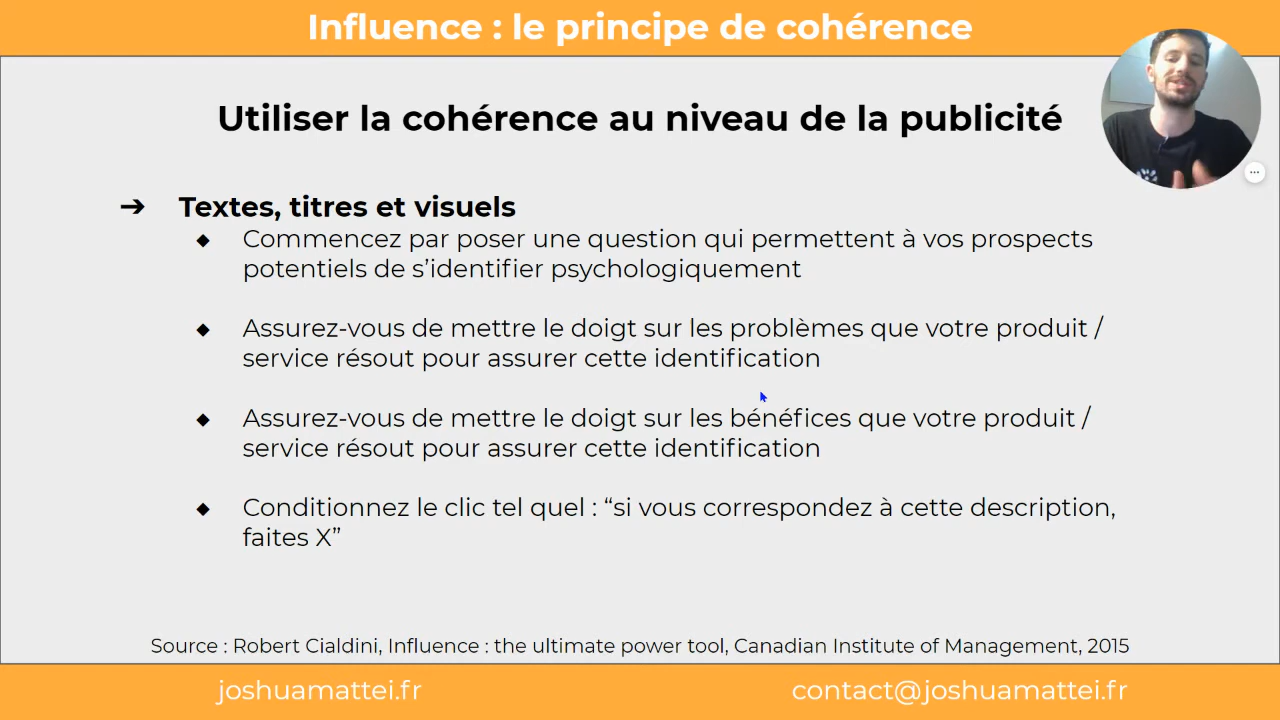 Influence : le principe de cohérence
Utiliser la cohérence au niveau de la publicité
➔ Textes, titres et visuels
◆ Commencez par poser une question qui permettent à vos prospects
potentiels de s’identifier psychologiquement
◆ Assurez-vous de mettre le doigt sur les problèmes que votre produit /
service résout pour assurer cette identification
◆ Assurez-vous de mettre le doigt sur les bénéfices que votre produit /
service résout pour assurer cette identification
◆ Conditionnez le clic tel quel : “si vous correspondez à cette description,
faites X”
Source : Robert Cialdini, Influence : the ultimate power tool, Canadian Institute of Management, 2015
joshuamattei.fr
contact@joshuamattei.fr